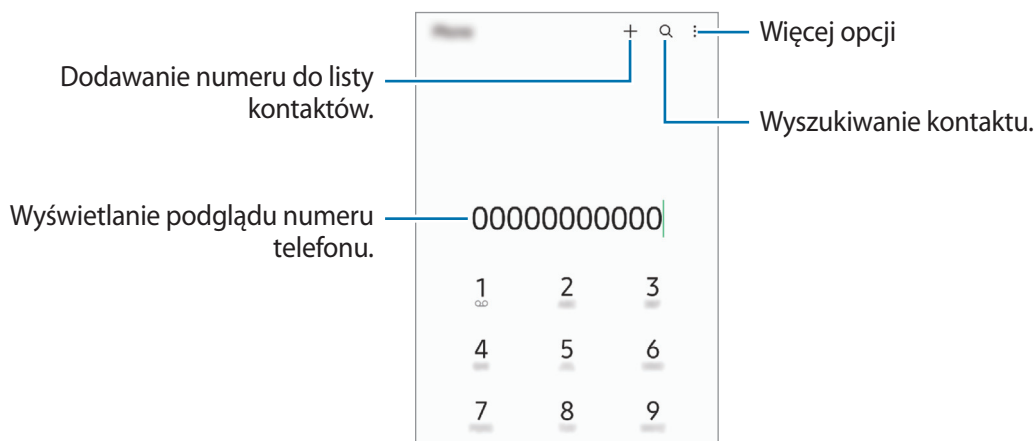 Więcej opcji
Dodawanie numeru do listy
kontaktów.
Wyszukiwanie kontaktu.
Wyświetlanie podglądu numeru
telefonu.
00000000000
1 2 3
4 5 6
7 8 9